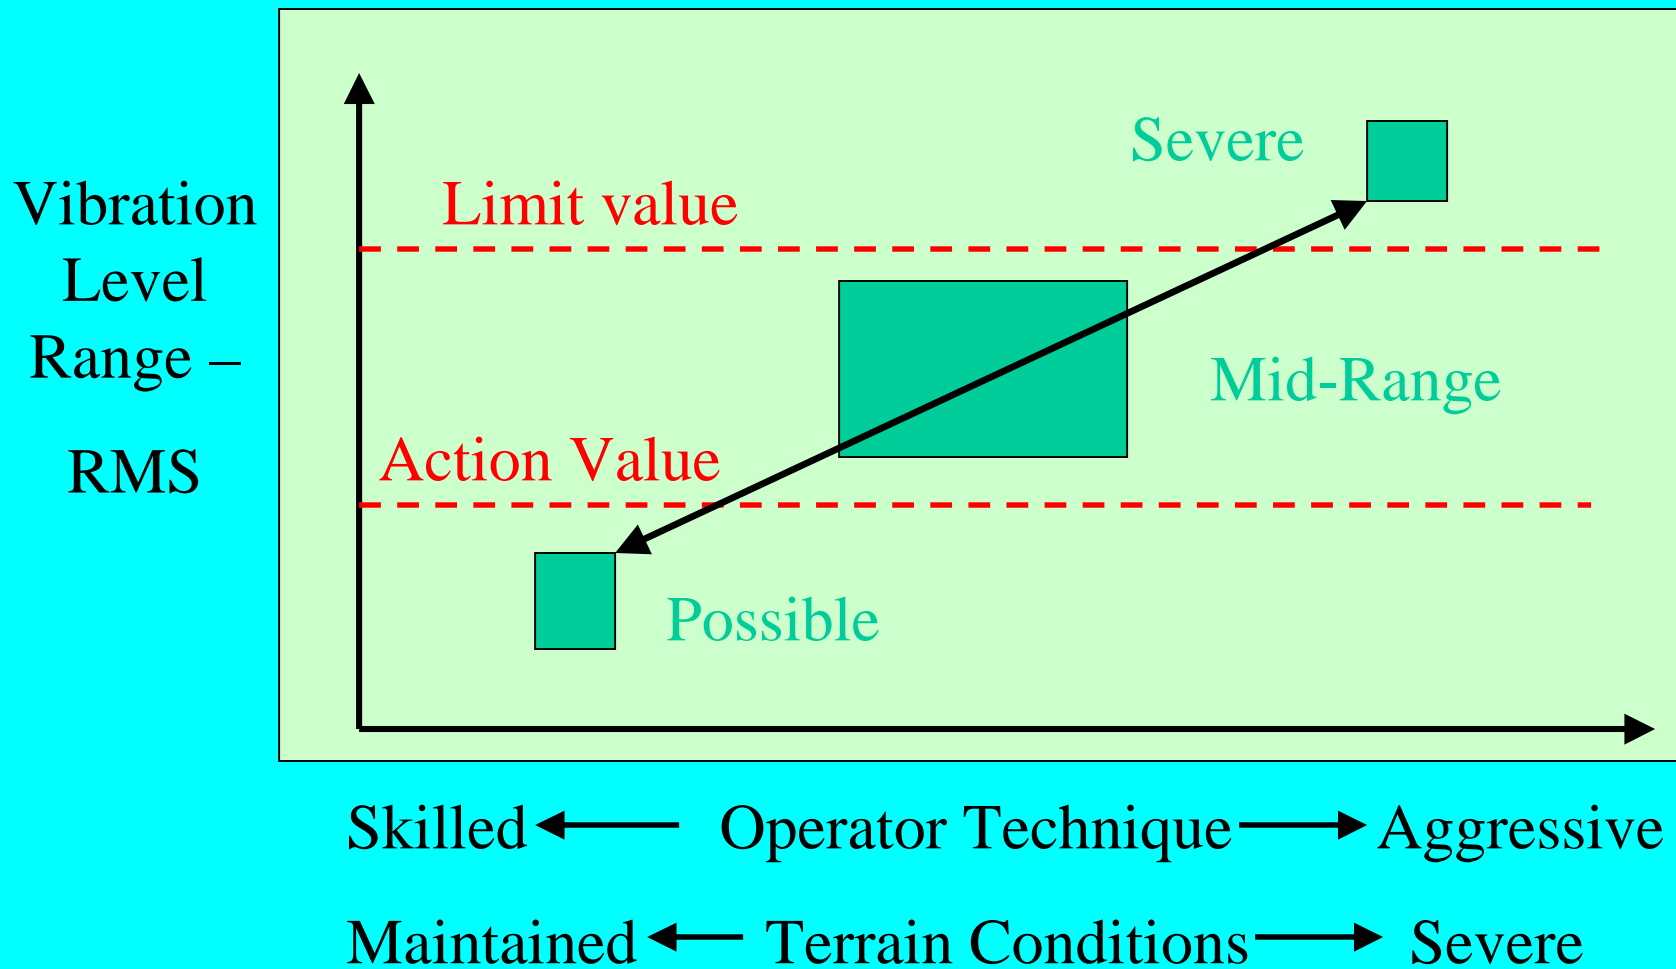 Vibration
Level
Range –
RMS
Severe
Limit value
Mid-Range
Action Value
Possible
Skilled Operator Technique Aggressive
Maintained Terrain Conditions Severe